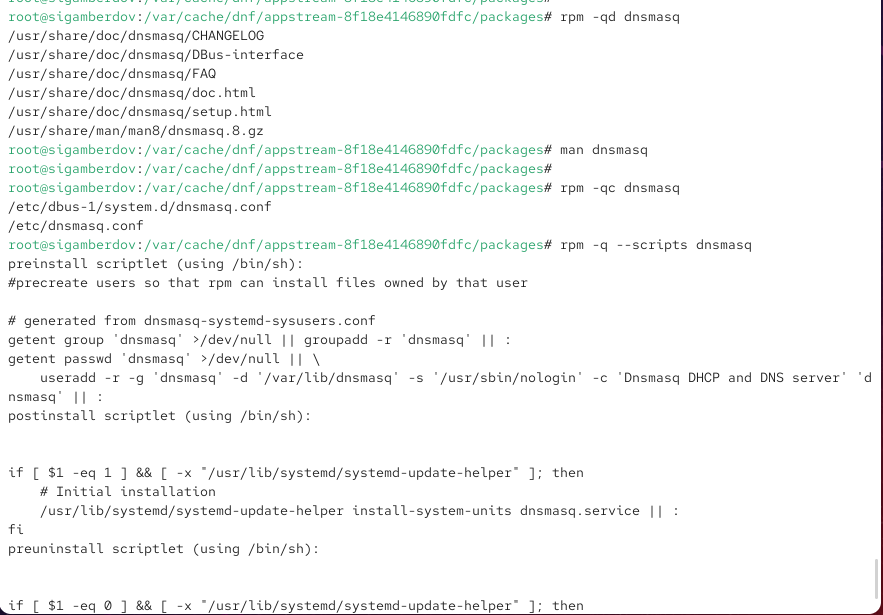 root@sigamberdov:/var/cache/dnf/appstream-8f18e4146890fdfc/packages# rpm -qd dnsmasq
/usr/share/doc/dnsmasq/CHANGELOG
/usr/share/doc/dnsmasq/DBus-interface
/usr/share/doc/dnsmasq/FAQ
/usr/share/doc/dnsmasq/doc.html
/usr/share/doc/dnsmasq/setup.html
/usr/share/man/man8/dnsmasq.8.gz
root@sigamberdov:/var/cache/dnf/appstream-8f18e4146890fdfc/packages# man dnsmasq
root@sigamberdov:/var/cache/dnf/appstream-8f18e4146890fdfc/packages#
root@sigamberdov:/var/cache/dnf/appstream-8f18e4146890fdfc/packages# rpm -qc dnsmasq
/etc/dbus-1/system.d/dnsmasq.conf
/etc/dnsmasq.conf
root@sigamberdov:/var/cache/dnf/appstream-8f18e4146890fdfc/packages# rpm -q --scripts dnsmasq
preinstall scriptlet (using /bin/sh):
#precreate users so that rpm can install files owned by that user

# generated from dnsmasq-systemd-sysusers.conf
getent group 'dnsmasq' >/dev/null || groupadd -r 'dnsmasq' || :
getent passwd 'dnsmasq' >/dev/null || \
    useradd -r -g 'dnsmasq' -d '/var/lib/dnsmasq' -s '/usr/sbin/nologin' -c 'Dnsmasq DHCP and DNS server' 'd
nsmasq' || :
postinstall scriptlet (using /bin/sh):


if [ $1 -eq 1 ] && [ -x "/usr/lib/systemd/systemd-update-helper" ]; then
    # Initial installation
    /usr/lib/systemd/systemd-update-helper install-system-units dnsmasq.service || :
fi
preuninstall scriptlet (using /bin/sh):


if [ $1 -eq 0 ] && [ -x "/usr/lib/systemd/systemd-update-helper" ]; then